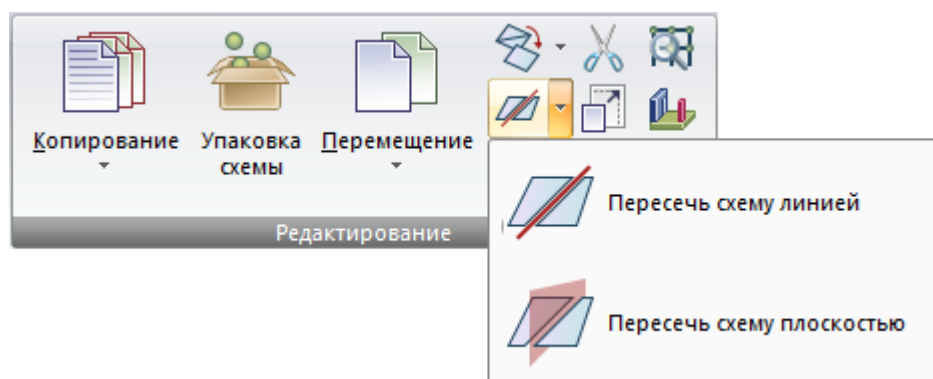 Копирование
Упаковка
схемы
Перемещение
Редактирование
Пересечь схему линией
Пересечь схему плоскостью